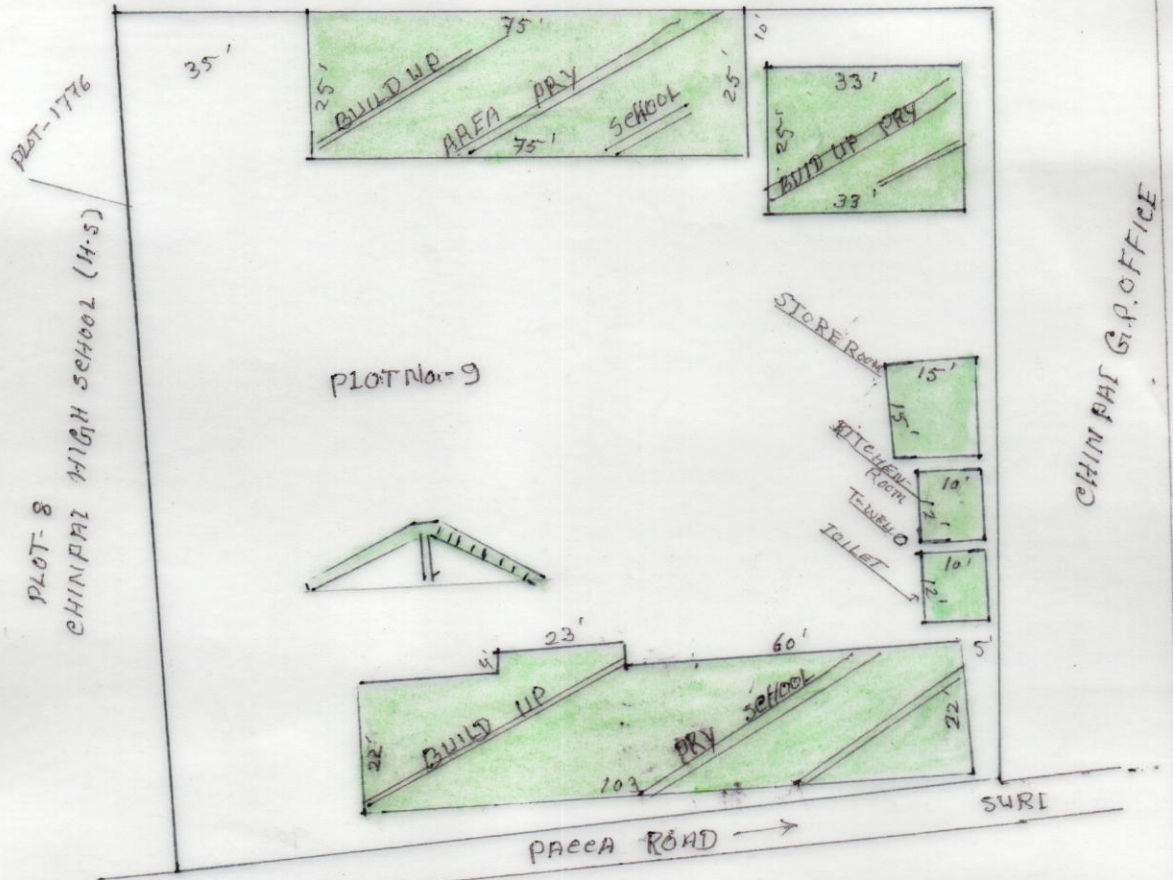 35'
75'
25'
BUILD UP
AREA PRY SCHOOL
75'
25'
10'
33'
25'
BUID UP PRY
33'
PLOT-1776
PLOT-8
CHINPAI HIGH SCHOOL (H.S)
PLOT No:-9
STORE ROOM
15'
15'
KITCHEN-
ROOM
10'
12'
T-WELL
TOILET
10'
12'
CHINPAI G.P. OFFICE
23'
60'
5
22'
BUILD UP
PRY SCHOOL
22'
103
PACCA ROAD
SURI